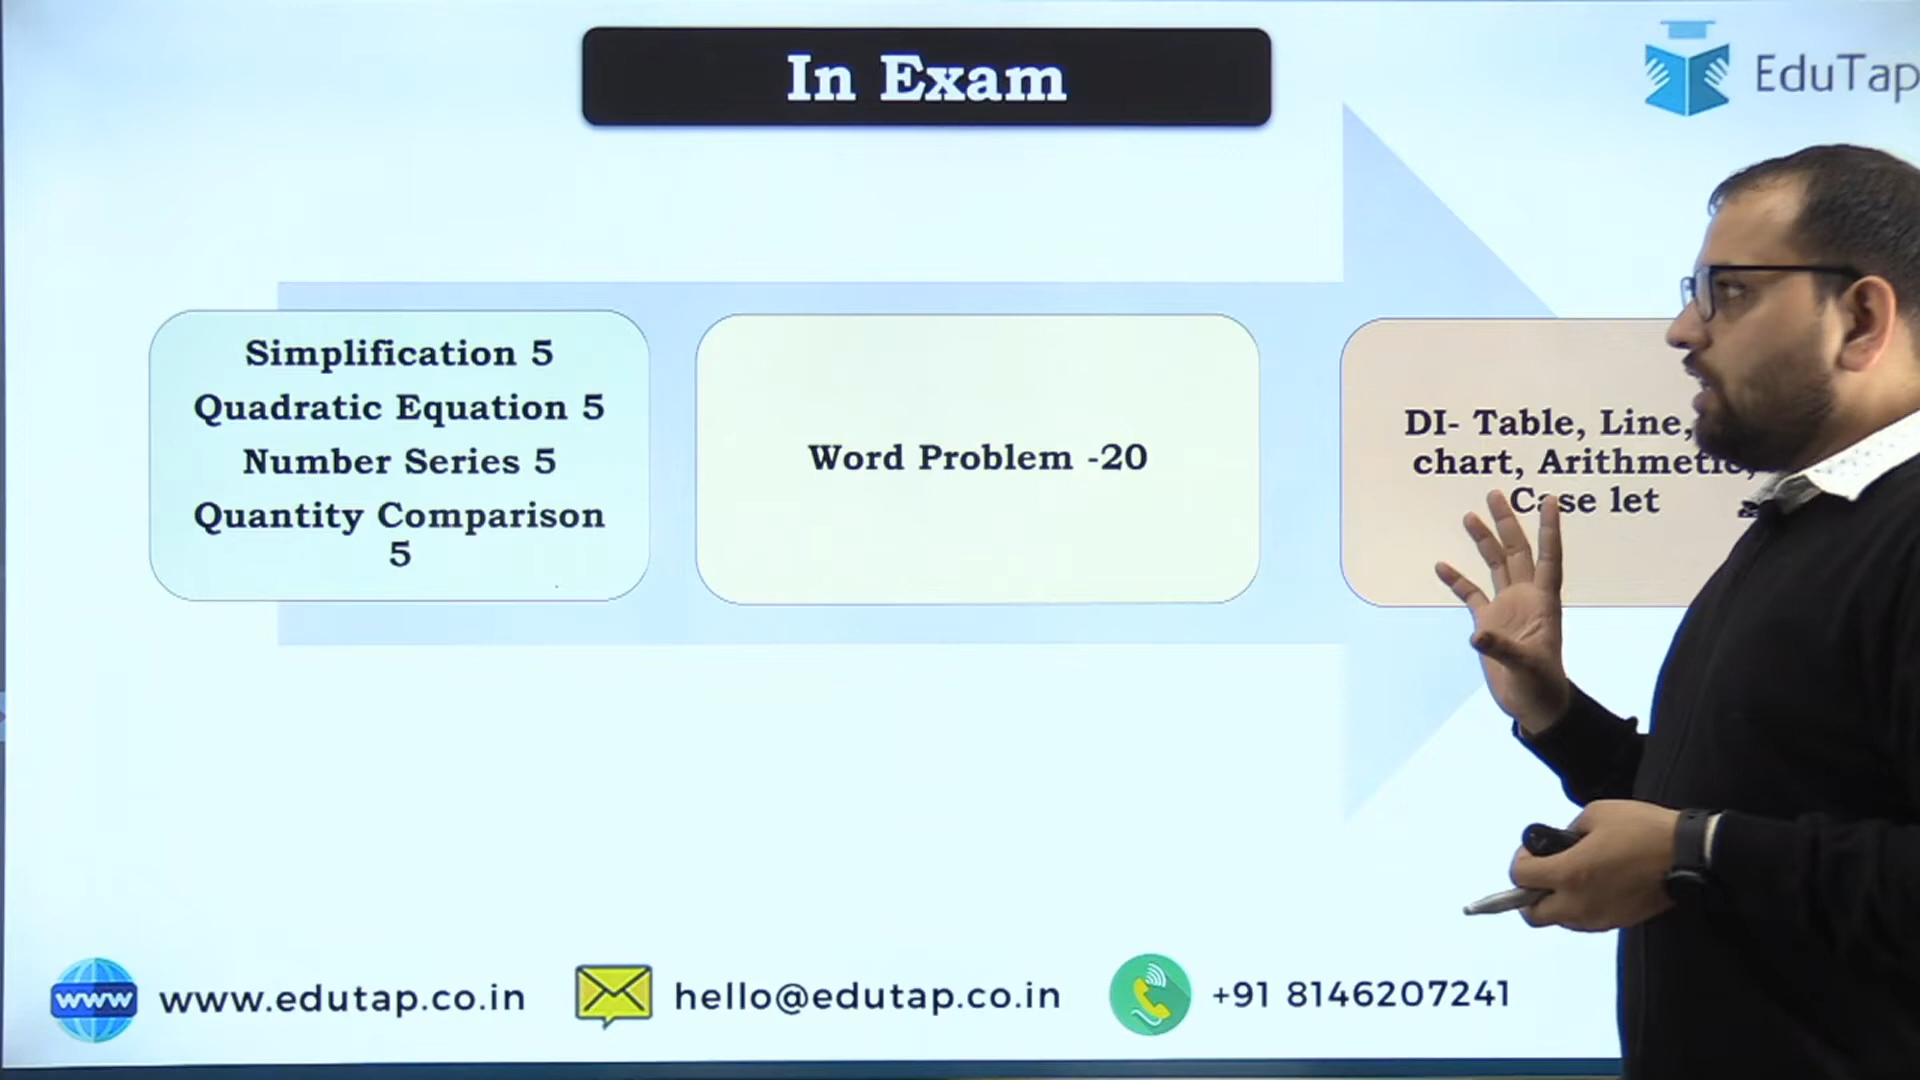 In Exam
EduTap
Simplification 5
Quadratic Equation 5
Number Series 5
Quantity Comparison
5
Word Problem -20
DI- Table, Line,
chart, Arithmetic,
Case let
www
www.edutap.co.in
hello@edutap.co.in
+91 8146207241